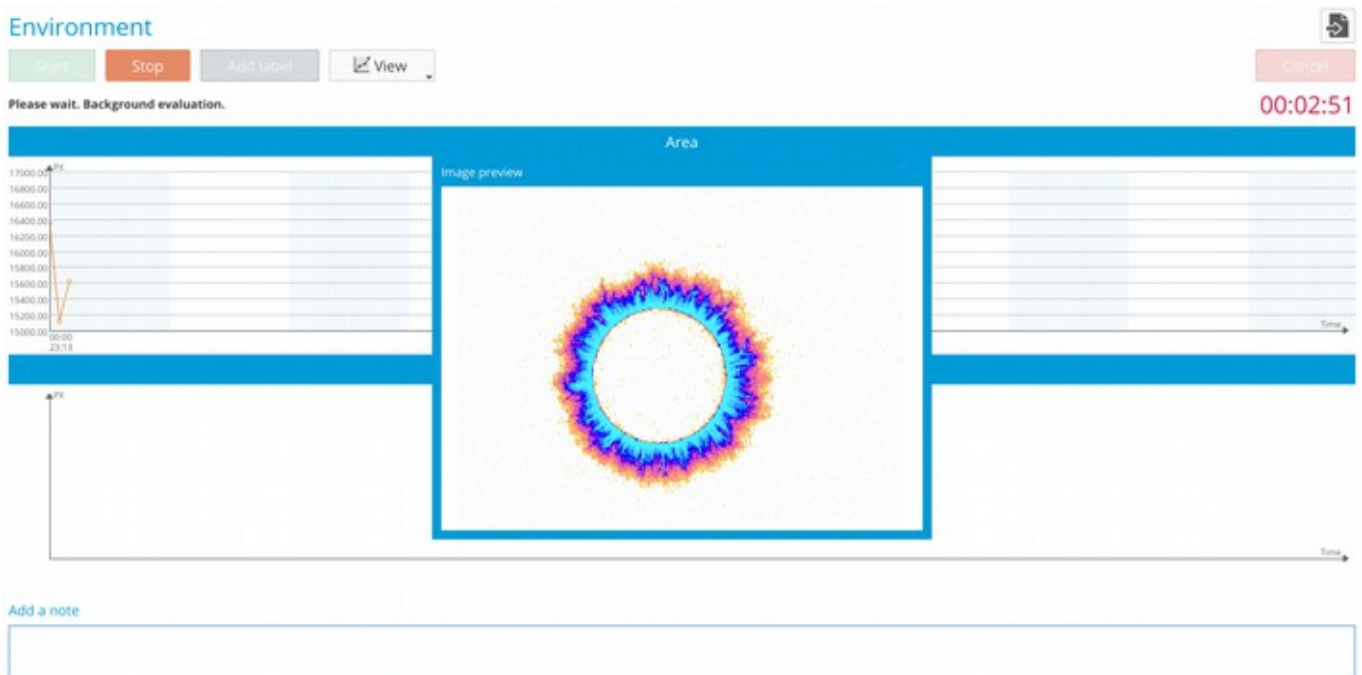 Environment
Start Stop Add label View
Cancel
Please wait. Background evaluation.
00:02:51
Area
Image preview
PX
17000.00
16800.00
16600.00
16400.00
16200.00
16000.00
15800.00
15600.00
15400.00
15200.00
15000.00
00:00
23:13
Time
PX
Time
Add a note